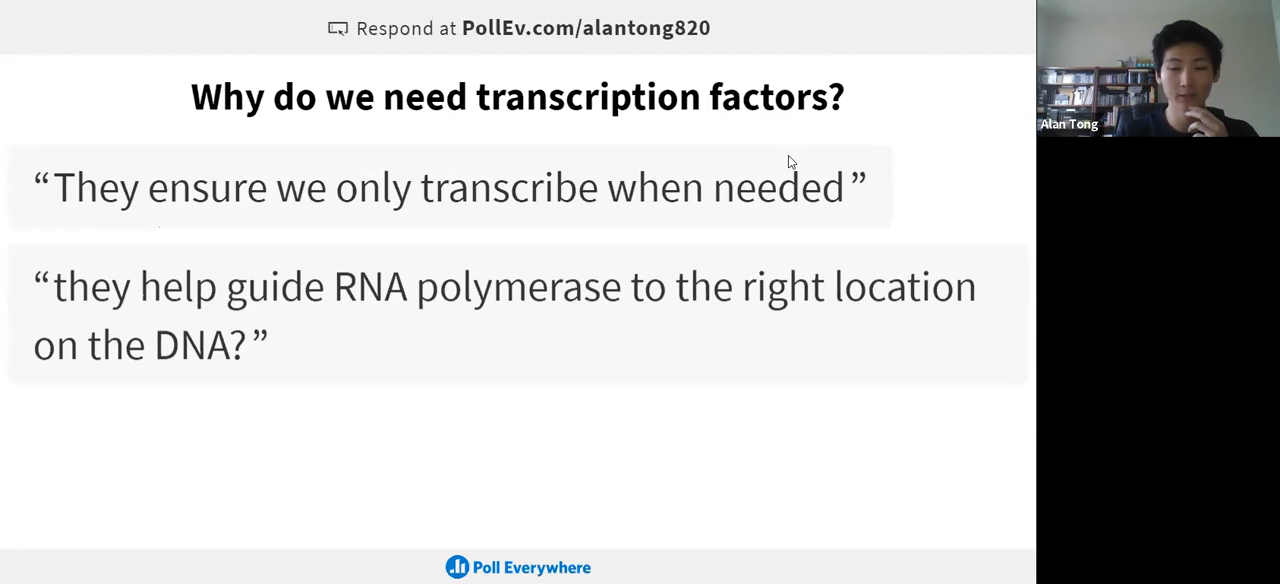 Respond at PollEv.com/alantong820
Why do we need transcription factors?
“They ensure we only transcribe when needed”
“they help guide RNA polymerase to the right location
on the DNA?”
Poll Everywhere
Alan Tong